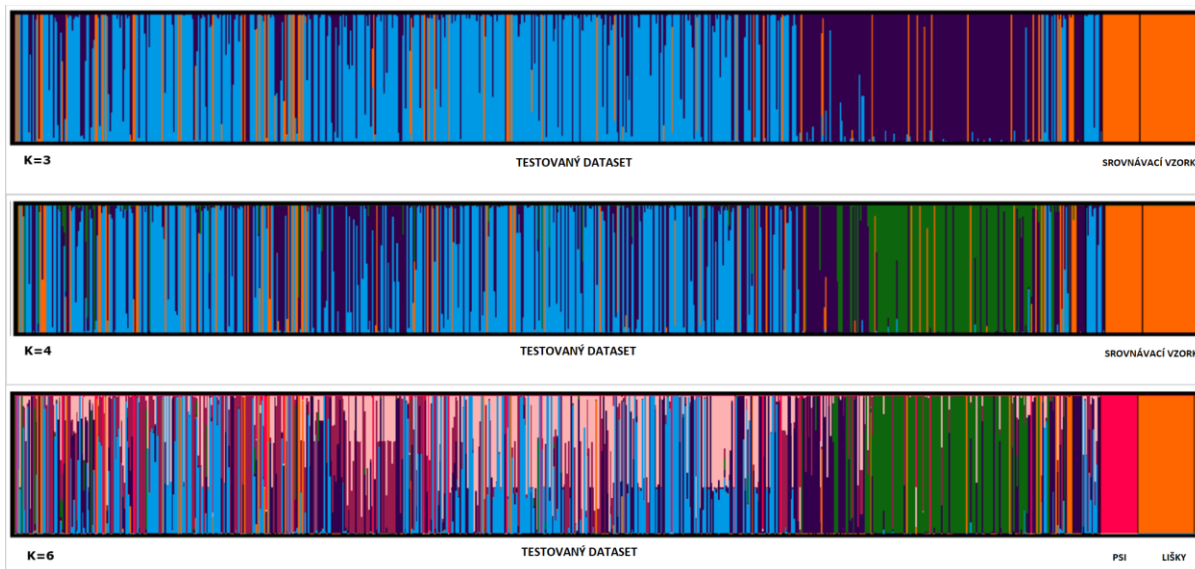 K=3 TESTOVANÝ DATASET SROVNÁVACÍ VZORK
K=4 TESTOVANÝ DATASET SROVNÁVACÍ VZORK
K=6 TESTOVANÝ DATASET PSI LIŠKY